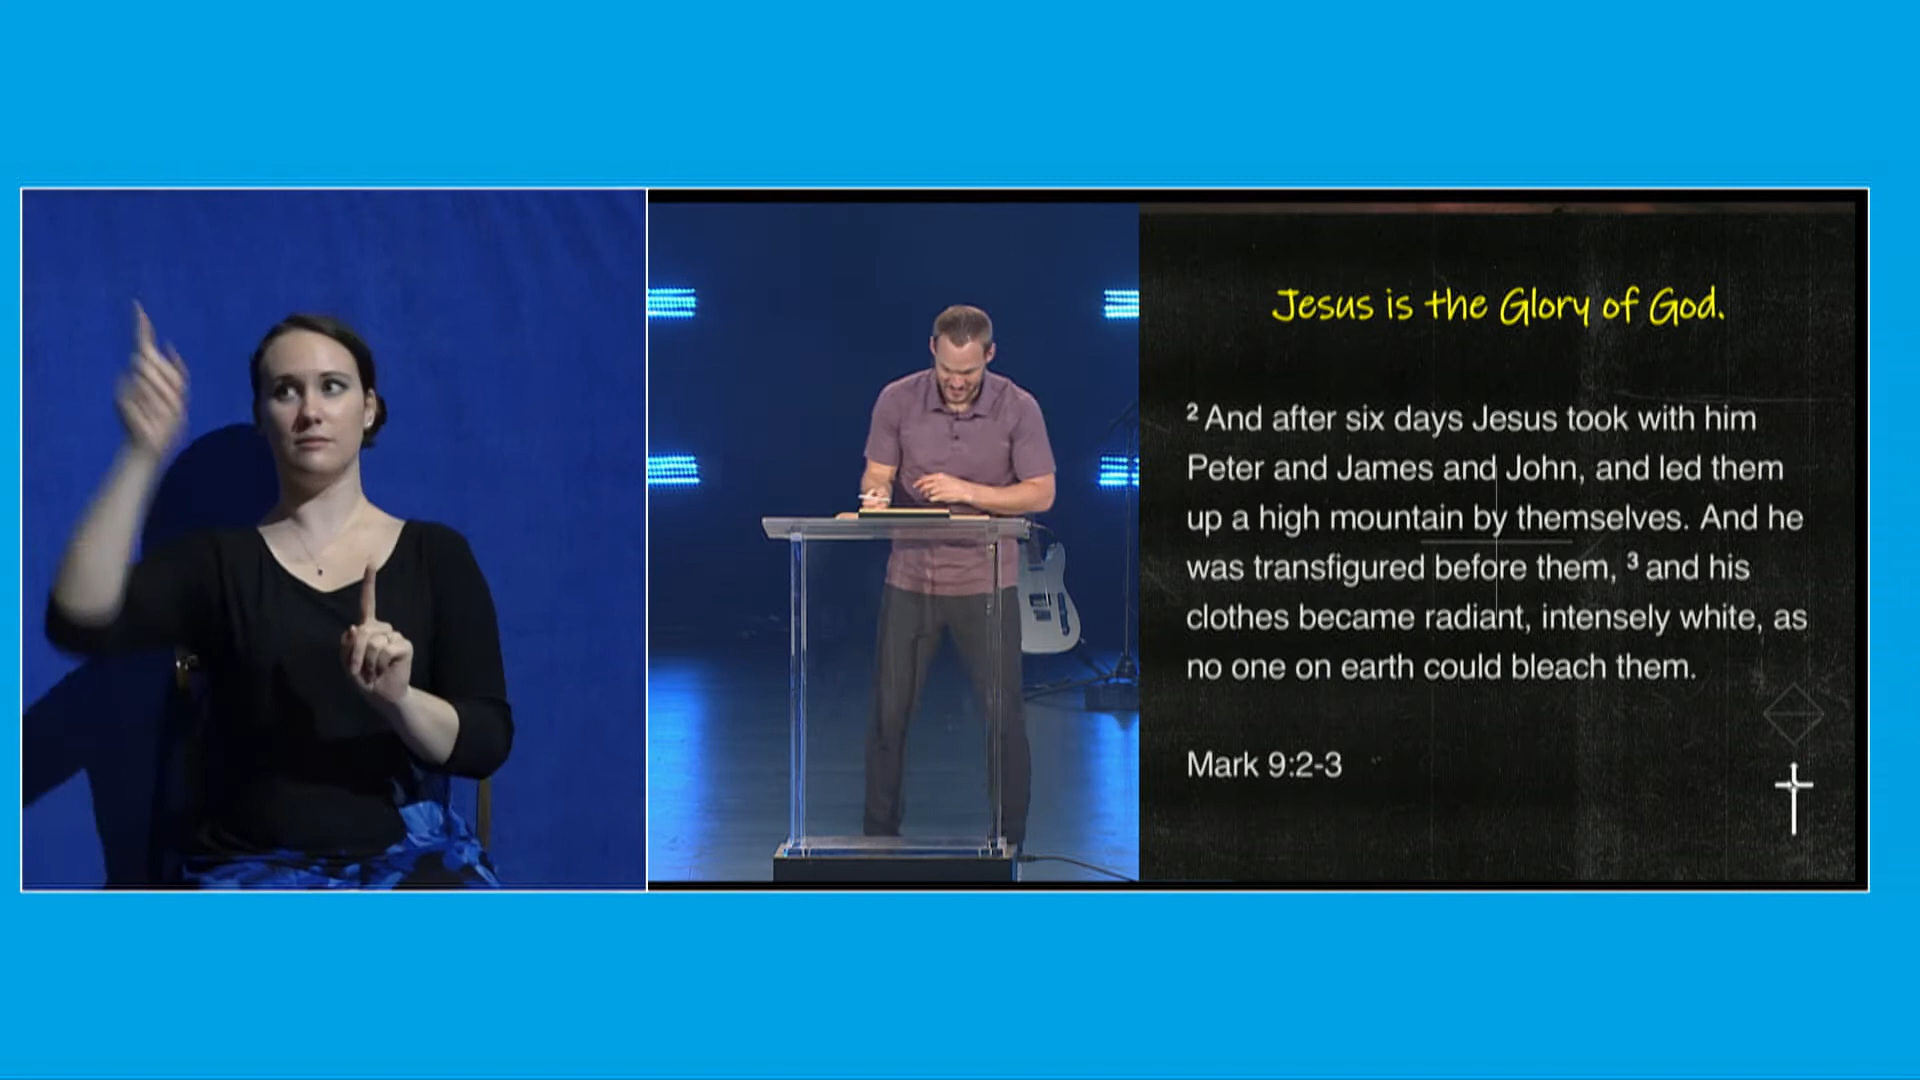 Jesus is the Glory of God.
2 And after six days Jesus took with him
Peter and James and John, and led them
up a high mountain by themselves. And he
was transfigured before them, 3 and his
clothes became radiant, intensely white, as
no one on earth could bleach them.
Mark 9:2-3